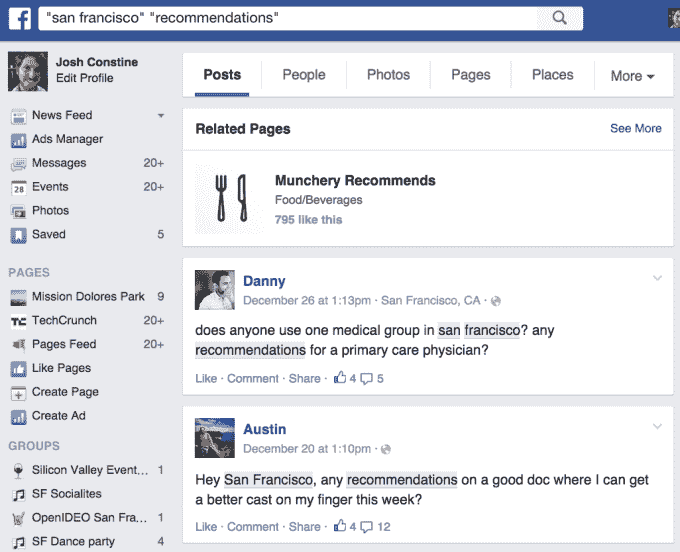 "san francisco" "recommendations"
Josh Constine
Edit Profile
News Feed
Ads Manager
Messages 20+
28 Events 20+
Photos
Saved 5
PAGES
Mission Dolores Park 9
TechCrunch 20+
Pages Feed 20+
Like Pages
Create Page
Create Ad
GROUPS
Silicon Valley Event... 1
SF Socialites
OpenIDEO San Fra... 1
SF Dance party 4
Posts People Photos Pages Places More
Related Pages See More
Munchery Recommends
Food/Beverages
795 like this
Danny
December 26 at 1:13pm · San Francisco, CA ·
does anyone use one medical group in san francisco? any
recommendations for a primary care physician?
Like · Comment · Share · 4 5
Austin
December 20 at 1:10pm ·
Hey San Francisco, any recommendations on a good doc where I can get
a better cast on my finger this week?
Like · Comment · Share · 4 12